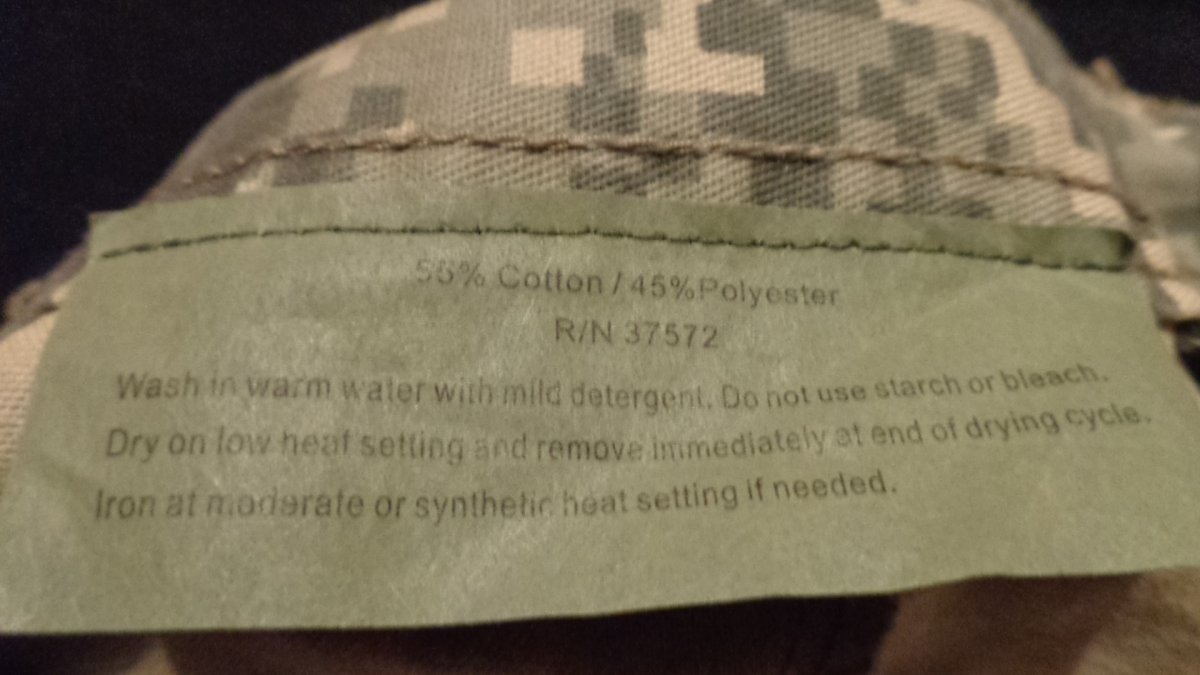 55% Cotton / 45%Polyester
R/N 37572
Wash in warm water with mild detergent. Do not use starch or bleach.
Dry on low heat setting and remove immediately at end of drying cycle.
Iron at moderate or synthetic heat setting if needed.